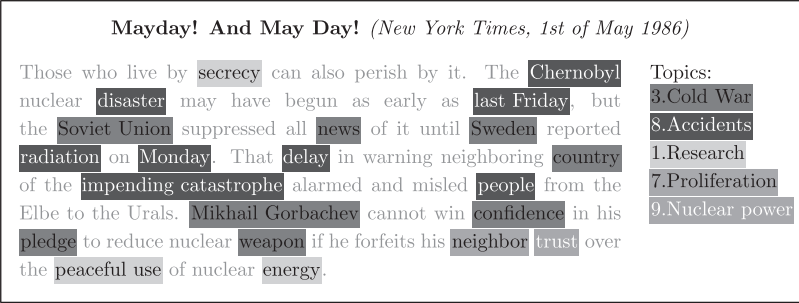 Mayday! And May Day! (New York Times, 1st of May 1986)
Those who live by secrecy can also perish by it. The Chernobyl
nuclear disaster may have begun as early as last Friday, but
the Soviet Union suppressed all news of it until Sweden reported
radiation on Monday. That delay in warning neighboring country
of the impending catastrophe alarmed and misled people from the
Elbe to the Urals. Mikhail Gorbachev cannot win confidence in his
pledge to reduce nuclear weapon if he forfeits his neighbor trust over
the peaceful use of nuclear energy.
Topics:
3.Cold War
8.Accidents
1.Research
7.Proliferation
9.Nuclear power